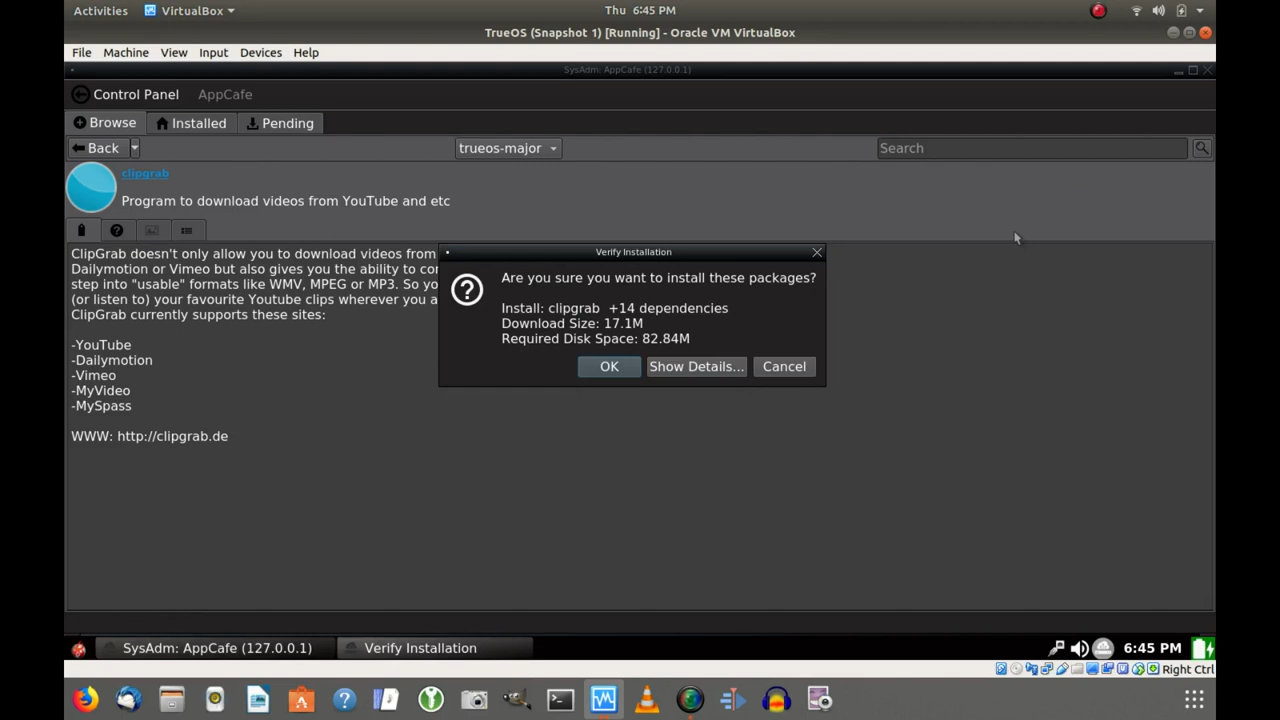 Activities VirtualBox Thu 6:45 PM
TrueOS (Snapshot 1) [Running] - Oracle VM VirtualBox
File Machine View Input Devices Help
SysAdm: AppCafe (127.0.0.1)
Control Panel AppCafe
Browse Installed Pending
Back trueos-major Search
clipgrab
Program to download videos from YouTube and etc
ClipGrab doesn't only allow you to download videos from
Dailymotion or Vimeo but also gives you the ability to
step into "usable" formats like WMV, MPEG or MP3. So
(or listen to) your favourite Youtube clips wherever you
ClipGrab currently supports these sites:
-YouTube
-Dailymotion
-Vimeo
-MyVideo
-MySpass
WWW: http://clipgrab.de
Verify Installation
Are you sure you want to install these packages?
Install: clipgrab +14 dependencies
Download Size: 17.1M
Required Disk Space: 82.84M
OK Show Details... Cancel
SysAdm: AppCafe (127.0.0.1) Verify Installation 6:45 PM
Right Ctrl